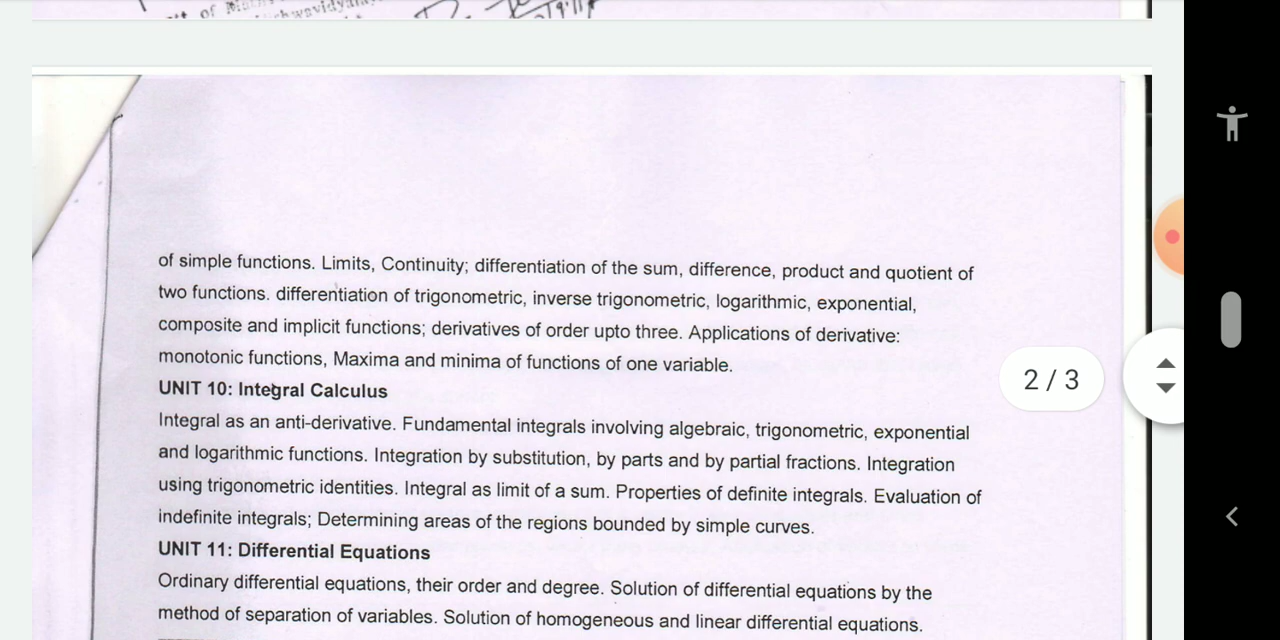 of
of simple functions. Limits, Continuity; differentiation of the sum, difference, product and quotient of
two functions. differentiation of trigonometric, inverse trigonometric, logarithmic, exponential,
composite and implicit functions; derivatives of order upto three. Applications of derivative:
monotonic functions, Maxima and minima of functions of one variable.
UNIT 10: Integral Calculus
Integral as an anti-derivative. Fundamental integrals involving algebraic, trigonometric, exponential
and logarithmic functions. Integration by substitution, by parts and by partial fractions. Integration
using trigonometric identities. Integral as limit of a sum. Properties of definite integrals. Evaluation of
indefinite integrals; Determining areas of the regions bounded by simple curves.
UNIT 11: Differential Equations
Ordinary differential equations, their order and degree. Solution of differential equations by the
method of separation of variables. Solution of homogeneous and linear differential equations.
2 / 3